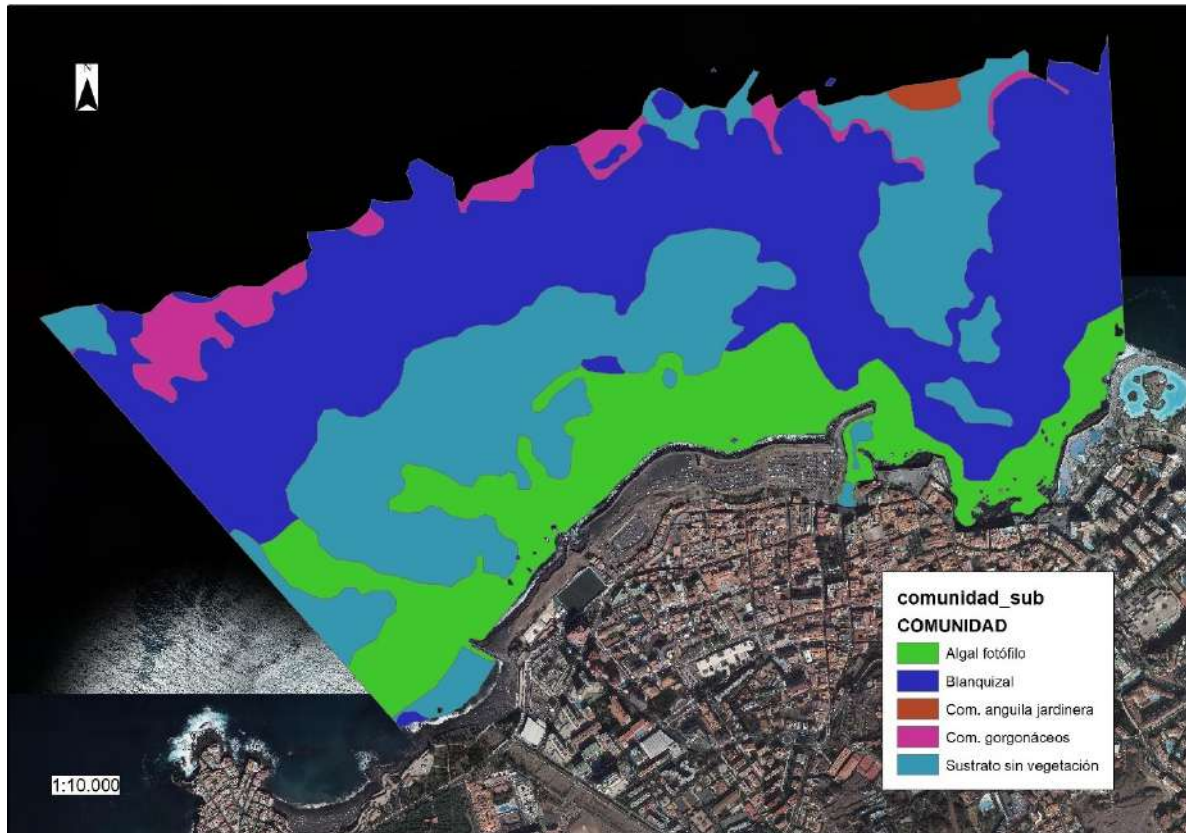 N
comunidad_sub
COMUNIDAD
Algal fotófilo
Blanquizal
Com. anguila jardinera
Com. gorgonáceos
Sustrato sin vegetación
1:10.000